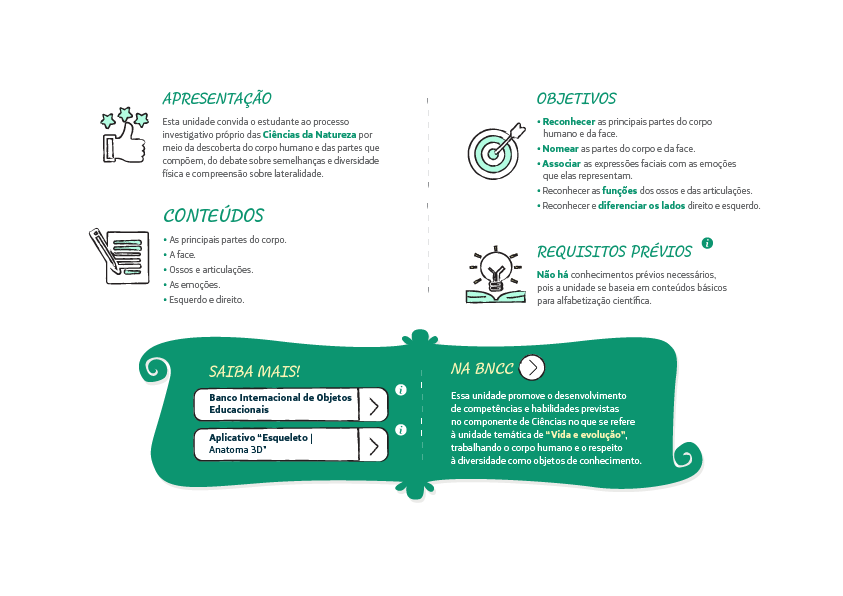 APRESENTAÇÃO
Esta unidade convida o estudante ao processo
investigativo próprio das Ciências da Natureza por
meio da descoberta do corpo humano e das partes que
compõem, do debate sobre semelhanças e diversidade
física e compreensão sobre lateralidade.
CONTEÚDOS
• As principais partes do corpo.
• A face.
• Ossos e articulações.
• As emoções.
• Esquerdo e direito.
OBJETIVOS
• Reconhecer as principais partes do corpo
humano e da face.
• Nomear as partes do corpo e da face.
• Associar as expressões faciais com as emoções
que elas representam.
• Reconhecer as funções dos ossos e das articulações.
• Reconhecer e diferenciar os lados direito e esquerdo.
REQUISITOS PRÉVIOS
i
Não há conhecimentos prévios necessários,
pois a unidade se baseia em conteúdos básicos
para alfabetização científica.
SAIBA MAIS!
Banco Internacional de Objetos
Educacionais
i
Aplicativo “Esqueleto |
Anatoma 3D”
i
NA BNCC
Essa unidade promove o desenvolvimento
de competências e habilidades previstas
no componente de Ciências no que se refere
à unidade temática de “Vida e evolução”,
trabalhando o corpo humano e o respeito
à diversidade como objetos de conhecimento.